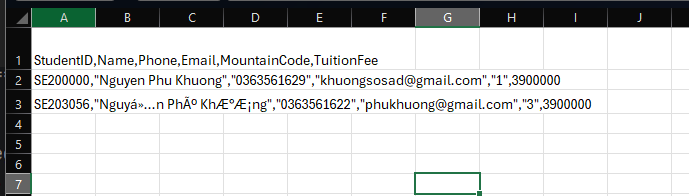 A B C D E F G H I J
1 StudentID,Name,Phone,Email,MountainCode,TuitionFee
2 SE200000,"Nguyen Phu Khuong","0363561629","khuongsosad@gmail.com","1",3900000
3 SE203056,"Nguyá»…n PhÃº KhÆ°Æ¡ng","0363561622","phukhuong@gmail.com","3",3900000
4
5
6
7